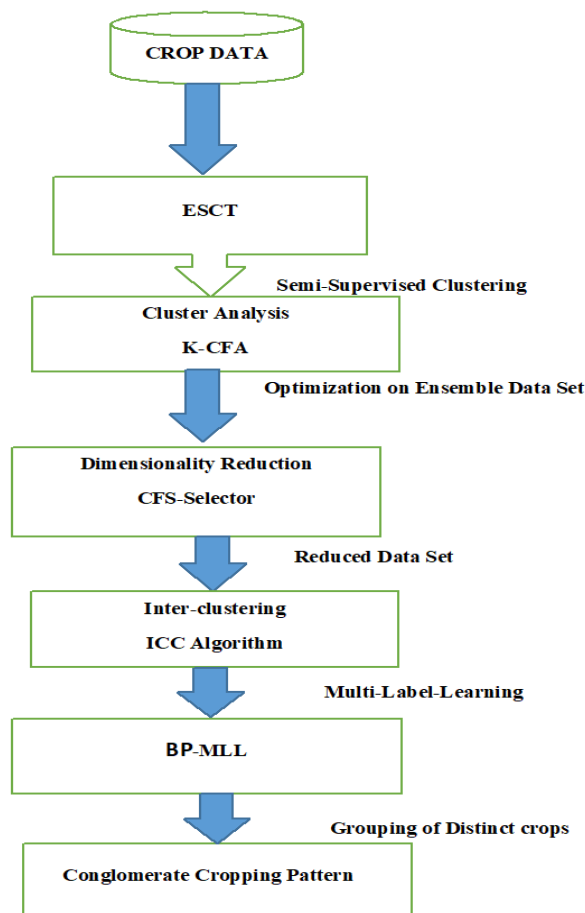 CROP DATA
ESCT
Semi-Supervised Clustering
Cluster Analysis
K-CFA
Optimization on Ensemble Data Set
Dimensionality Reduction
CFS-Selector
Reduced Data Set
Inter-clustering
ICC Algorithm
Multi-Label-Learning
BP-MLL
Grouping of Distinct crops
Conglomerate Cropping Pattern